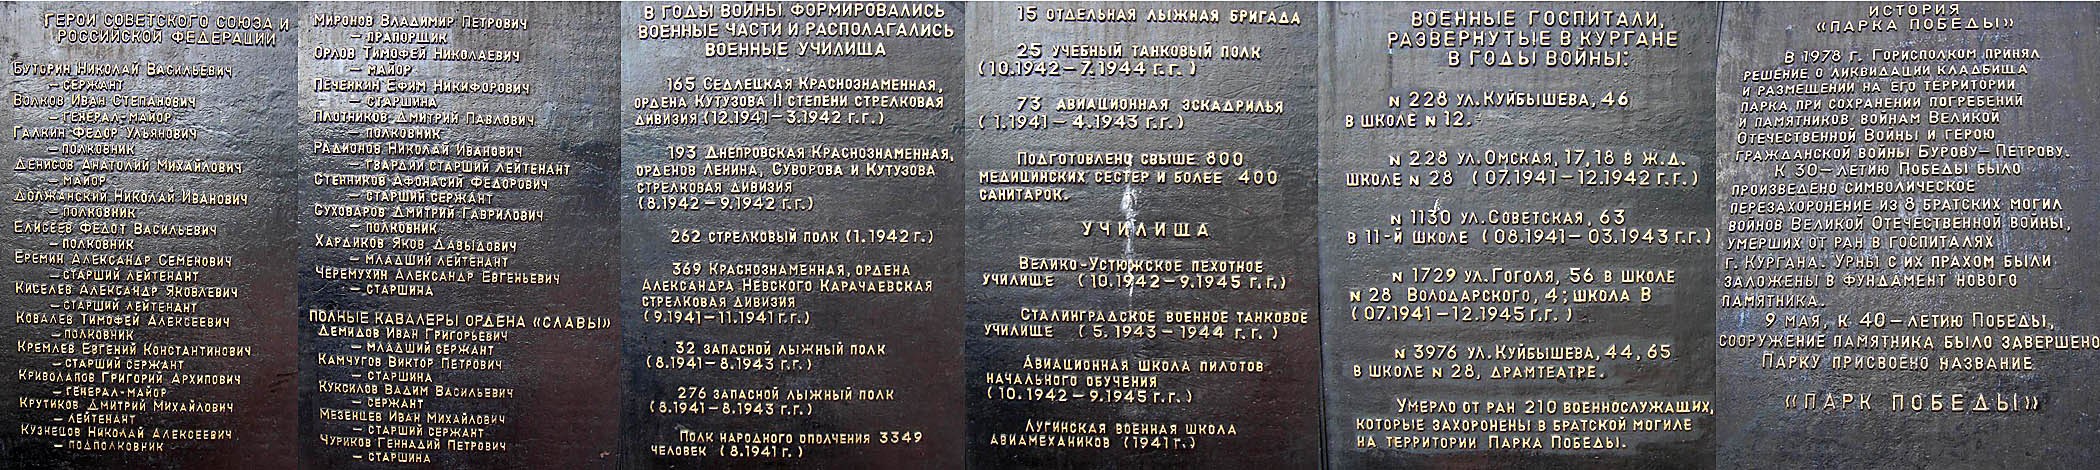 ГЕРОИ СОВЕТСКОГО СОЮЗА И
РОССИЙСКОЙ ФЕДЕРАЦИИ
БУТОРИН НИКОЛАЙ ВАСИЛЬЕВИЧ
– СЕРЖАНТ
ВОЛКОВ ИВАН СТЕПАНОВИЧ
– ГЕНЕРАЛ-МАЙОР
ГАЛКИН ФЕДОР УЛЬЯНОВИЧ
– ПОЛКОВНИК
ДЕНИСОВ АНАТОЛИЙ МИХАЙЛОВИЧ
– МАЙОР
ДОЛЖАНСКИЙ НИКОЛАЙ ИВАНОВИЧ
– ПОЛКОВНИК
ЕЛИСЕЕВ ФЕДОТ ВАСИЛЬЕВИЧ
– ПОЛКОВНИК
ЕРЕМИН АЛЕКСАНДР СЕМЕНОВИЧ
– СТАРШИЙ ЛЕЙТЕНАНТ
КИСЕЛЕВ АЛЕКСАНДР ЯКОВЛЕВИЧ
– СТАРШИЙ ЛЕЙТЕНАНТ
КОВАЛЕВ ТИМОФЕЙ АЛЕКСЕЕВИЧ
– ПОЛКОВНИК
КРЕМЛЕВ ЕВГЕНИЙ КОНСТАНТИНОВИЧ
– СТАРШИЙ СЕРЖАНТ
КРИВОЛАПОВ ГРИГОРИЙ АРХИПОВИЧ
– ГЕНЕРАЛ-МАЙОР
КРУТИКОВ ДМИТРИЙ МИХАЙЛОВИЧ
– ЛЕЙТЕНАНТ
КУЗНЕЦОВ НИКОЛАЙ АЛЕКСЕЕВИЧ
– ПОДПОЛКОВНИК
МИРОНОВ ВЛАДИМИР ПЕТРОВИЧ
– ПРАПОРЩИК
ОРЛОВ ТИМОФЕЙ НИКОЛАЕВИЧ
– МАЙОР
ПЕЧЕНКИН ЕФИМ НИКИФОРОВИЧ
– СТАРШИНА
ПЛОТНИКОВ ДМИТРИЙ ПАВЛОВИЧ
– ПОЛКОВНИК
РАДИОНОВ НИКОЛАЙ ИВАНОВИЧ
– ГВАРДИИ СТАРШИЙ ЛЕЙТЕНАНТ
СТЕННИКОВ АФОНАСИЙ ФЕДОРОВИЧ
– СТАРШИЙ СЕРЖАНТ
СУХОВАРОВ ДМИТРИЙ ГАВРИЛОВИЧ
– ПОЛКОВНИК
ХАРДИКОВ ЯКОВ ДАВЫДОВИЧ
– МЛАДШИЙ ЛЕЙТЕНАНТ
ЧЕРЕМУХИН АЛЕКСАНДР ЕВГЕНЬЕВИЧ
– СТАРШИНА
ПОЛНЫЕ КАВАЛЕРЫ ОРДЕНА «СЛАВЫ»
ДЕМИДОВ ИВАН ГРИГОРЬЕВИЧ
– МЛАДШИЙ СЕРЖАНТ
КАМЧУГОВ ВИКТОР ПЕТРОВИЧ
– СТАРШИНА
КУКСИЛОВ ВАДИМ ВАСИЛЬЕВИЧ
– СЕРЖАНТ
МЕЗЕНЦЕВ ИВАН МИХАЙЛОВИЧ
– СТАРШИЙ СЕРЖАНТ
ЧУРИКОВ ГЕННАДИЙ ПЕТРОВИЧ
– СТАРШИНА
В ГОДЫ ВОЙНЫ ФОРМИРОВАЛИСЬ
ВОЕННЫЕ ЧАСТИ И РАСПОЛАГАЛИСЬ
ВОЕННЫЕ УЧИЛИЩА
165 СЕДЛЕЦКАЯ КРАСНОЗНАМЕННАЯ,
ОРДЕНА КУТУЗОВА II СТЕПЕНИ СТРЕЛКОВАЯ
ДИВИЗИЯ (12.1941–3.1942 Г.Г.)
193 ДНЕПРОВСКАЯ КРАСНОЗНАМЕННАЯ,
ОРДЕНОВ ЛЕНИНА, СУВОРОВА И КУТУЗОВА
СТРЕЛКОВАЯ ДИВИЗИЯ
(8.1942–9.1942 Г.Г.)
262 СТРЕЛКОВЫЙ ПОЛК (1.1942 Г.)
369 КРАСНОЗНАМЕННАЯ, ОРДЕНА
АЛЕКСАНДРА НЕВСКОГО КАРАЧАЕВСКАЯ
СТРЕЛКОВАЯ ДИВИЗИЯ
(9.1941–11.1941 Г.Г.)
32 ЗАПАСНОЙ ЛЫЖНЫЙ ПОЛК
(8.1941–8.1943 Г.Г.)
276 ЗАПАСНОЙ ЛЫЖНЫЙ ПОЛК
(8.1941–8.1943 Г.Г.)
ПОЛК НАРОДНОГО ОПОЛЧЕНИЯ 3349
ЧЕЛОВЕК (8.1941 Г.)
15 ОТДЕЛЬНАЯ ЛЫЖНАЯ БРИГАДА
25 УЧЕБНЫЙ ТАНКОВЫЙ ПОЛК
(10.1942–7.1944 Г.Г.)
73 АВИАЦИОННАЯ ЭСКАДРИЛЬЯ
(1.1941–4.1943 Г.Г.)
ПОДГОТОВЛЕНО СВЫШЕ 800
МЕДИЦИНСКИХ СЕСТЕР И БОЛЕЕ 400
САНИТАРОК.
УЧИЛИЩА
ВЕЛИКО-УСТЮЖСКОЕ ПЕХОТНОЕ
УЧИЛИЩЕ (10.1942–9.1945 Г.Г.)
СТАЛИНГРАДСКОЕ ВОЕННОЕ ТАНКОВОЕ
УЧИЛИЩЕ (5.1943–1944 Г.Г.)
АВИАЦИОННАЯ ШКОЛА ПИЛОТОВ
НАЧАЛЬНОГО ОБУЧЕНИЯ
(10.1942–9.1945 Г.Г.)
ЛУГИНСКАЯ ВОЕННАЯ ШКОЛА
АВИАМЕХАНИКОВ (1941 Г.)
ВОЕННЫЕ ГОСПИТАЛИ,
РАЗВЕРНУТЫЕ В КУРГАНЕ
В ГОДЫ ВОЙНЫ:
N 228 УЛ. КУЙБЫШЕВА, 46
В ШКОЛЕ N 12.
N 228 УЛ. ОМСКАЯ, 17,18 В Ж.Д.
ШКОЛЕ N 28 (07.1941–12.1942 Г.Г.)
N 1130 УЛ. СОВЕТСКАЯ, 63
В 11-Й ШКОЛЕ (08.1941–03.1943 Г.Г.)
N 1729 УЛ. ГОГОЛЯ, 56 В ШКОЛЕ
N 28 ВОЛОДАРСКОГО, 4; ШКОЛА В
(07.1941–12.1945 Г.Г.)
N 3976 УЛ. КУЙБЫШЕВА, 44, 65
В ШКОЛЕ N 28, ДРАМТЕАТРЕ.
УМЕРЛО ОТ РАН 210 ВОЕННОСЛУЖАЩИХ,
КОТОРЫЕ ЗАХОРОНЕНЫ В БРАТСКОЙ МОГИЛЕ
НА ТЕРРИТОРИИ ПАРКА ПОБЕДЫ.
ИСТОРИЯ
«ПАРКА ПОБЕДЫ»
В 1978 Г. ГОРИСПОЛКОМ ПРИНЯЛ
РЕШЕНИЕ О ЛИКВИДАЦИИ КЛАДБИЩА
И РАЗМЕЩЕНИИ НА ЕГО ТЕРРИТОРИИ
ПАРКА ПРИ СОХРАНЕНИИ ПОГРЕБЕНИЙ
И ПАМЯТНИКОВ ВОИНАМ ВЕЛИКОЙ
ОТЕЧЕСТВЕННОЙ ВОЙНЫ И ГЕРОЮ
ГРАЖДАНСКОЙ ВОЙНЫ БУРОВУ–ПЕТРОВУ.
К 30–ЛЕТИЮ ПОБЕДЫ БЫЛО
ПРОИЗВЕДЕНО СИМВОЛИЧЕСКОЕ
ПЕРЕЗАХОРОНЕНИЕ ИЗ 8 БРАТСКИХ МОГИЛ
ВОИНОВ ВЕЛИКОЙ ОТЕЧЕСТВЕННОЙ ВОЙНЫ,
УМЕРШИХ ОТ РАН В ГОСПИТАЛЯХ
Г. КУРГАНА. УРНЫ С ИХ ПРАХОМ БЫЛИ
ЗАЛОЖЕНЫ В ФУНДАМЕНТ НОВОГО
ПАМЯТНИКА.
9 МАЯ, К 40–ЛЕТИЮ ПОБЕДЫ,
СООРУЖЕНИЕ ПАМЯТНИКА БЫЛО ЗАВЕРШЕНО
ПАРКУ ПРИСВОЕНО НАЗВАНИЕ
«ПАРК ПОБЕДЫ»